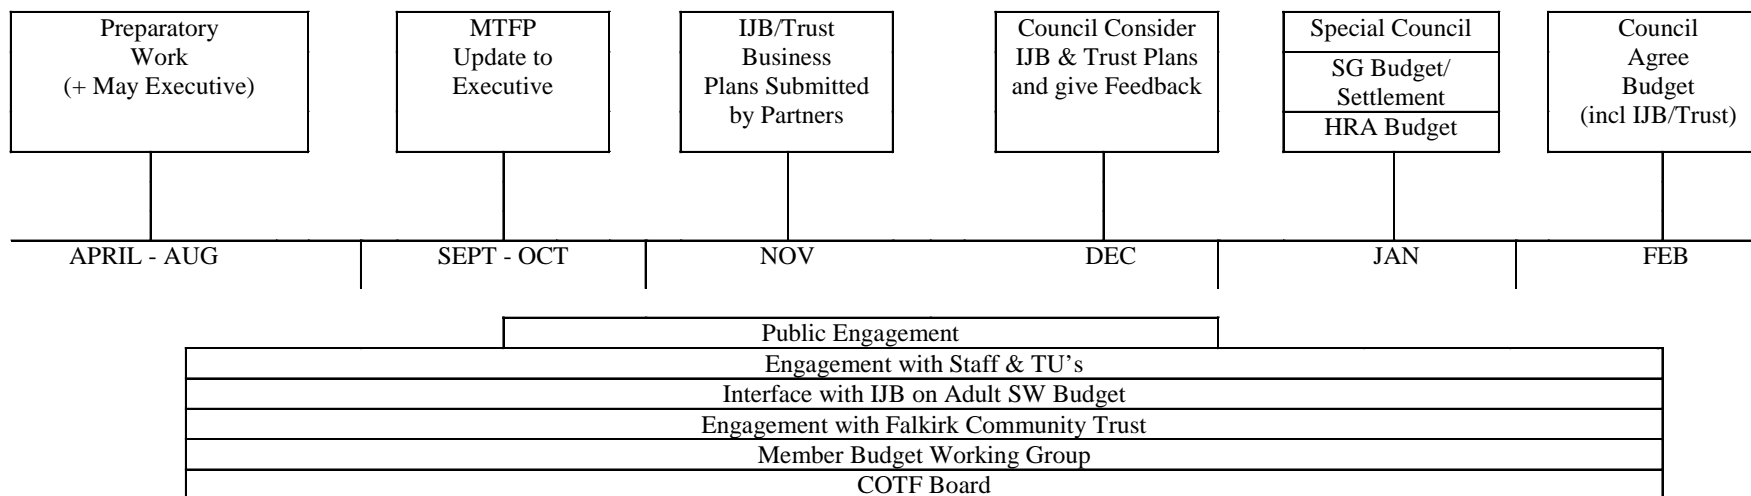 Preparatory
Work
(+ May Executive)
MTFP
Update to
Executive
IJB/Trust
Business
Plans Submitted
by Partners
Council Consider
IJB & Trust Plans
and give Feedback
Special Council
SG Budget/
Settlement
HRA Budget
Council
Agree
Budget
(incl IJB/Trust)
APRIL - AUG
SEPT - OCT
NOV
DEC
JAN
FEB
Public Engagement
Engagement with Staff & TU’s
Interface with IJB on Adult SW Budget
Engagement with Falkirk Community Trust
Member Budget Working Group
COTF Board